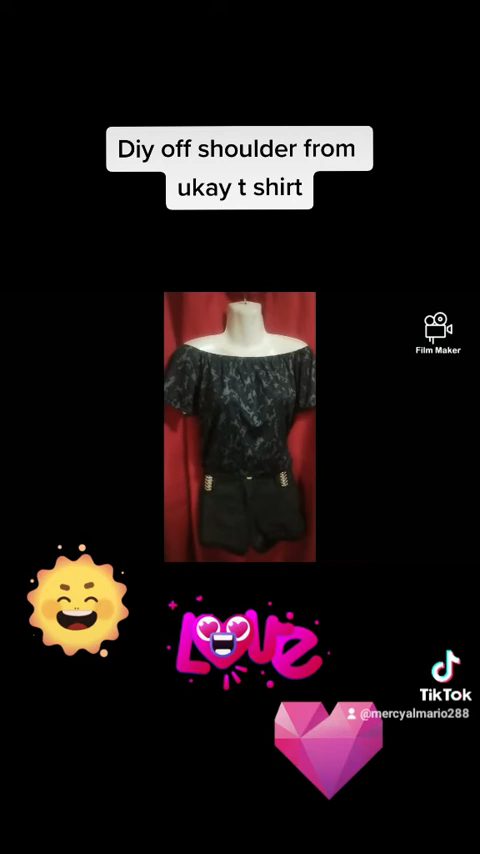 Diy off shoulder from
ukay t shirt
Film Maker
LOVE
TikTok
@mercyalmario288